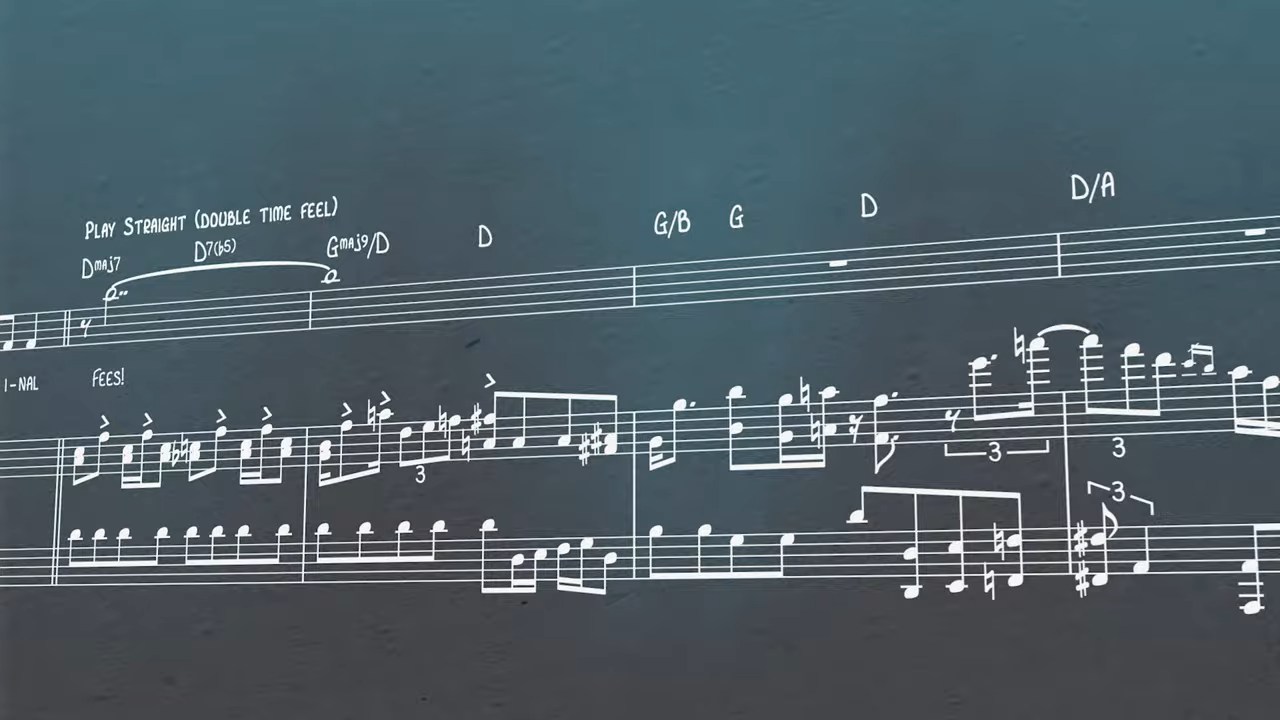 PLAY STRAIGHT (DOUBLE TIME FEEL)
Dmaj7 D7(b5) Gmaj9/D D G/B G D D/A
I-NAL FEES!
3 3 3
3